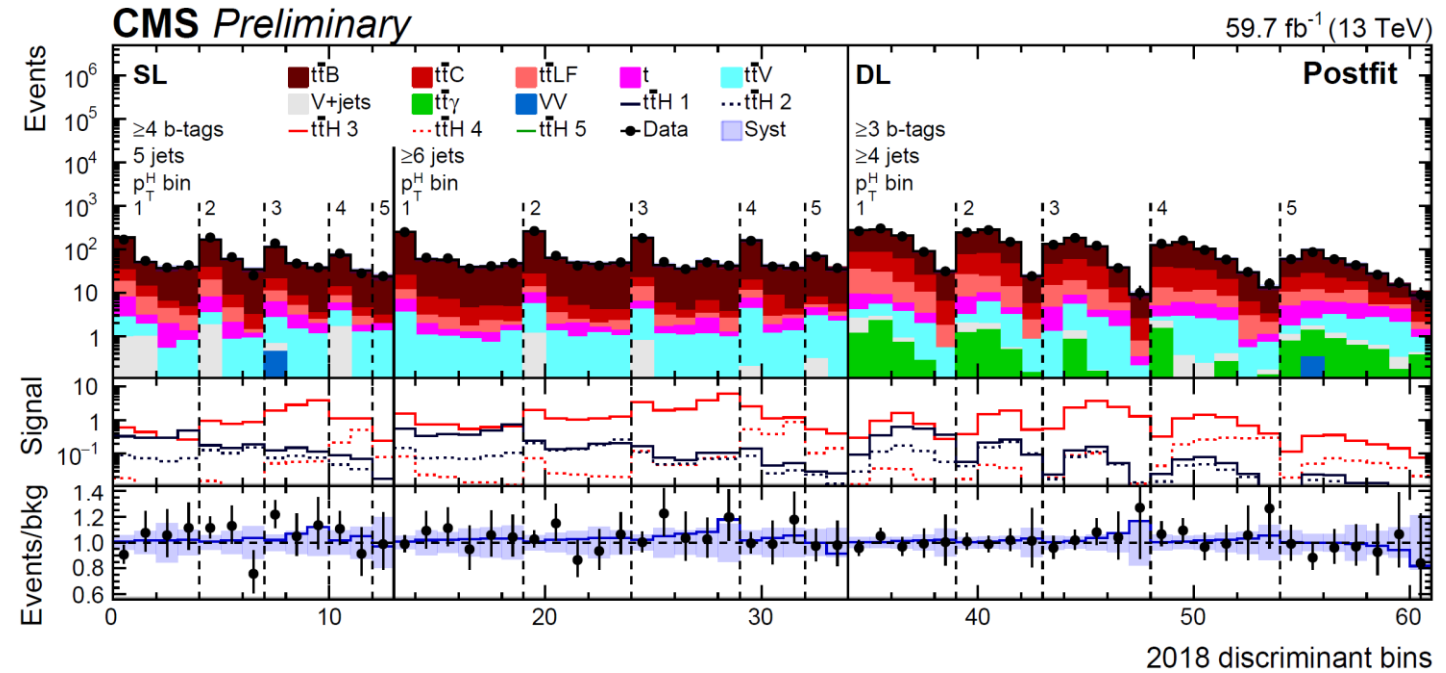 CMS Preliminary 59.7 fb⁻¹ (13 TeV)
Events
10⁶
10⁵
10⁴
10³
10²
10
1
SL
tt̄B tt̄C tt̄LF t tt̄V
V+jets tt̄γ VV tt̄H 1 tt̄H 2
tt̄H 3 tt̄H 4 tt̄H 5 Data Syst
≥4 b-tags
5 jets
p_T^H bin
1 2 3 4 5
≥6 jets
p_T^H bin
1 2 3 4 5
DL Postfit
≥3 b-tags
≥4 jets
p_T^H bin
1 2 3 4 5
Signal
10
1
10⁻¹
Events/bkg
1.4
1.2
1.0
0.8
0.6
0 10 20 30 40 50 60
2018 discriminant bins